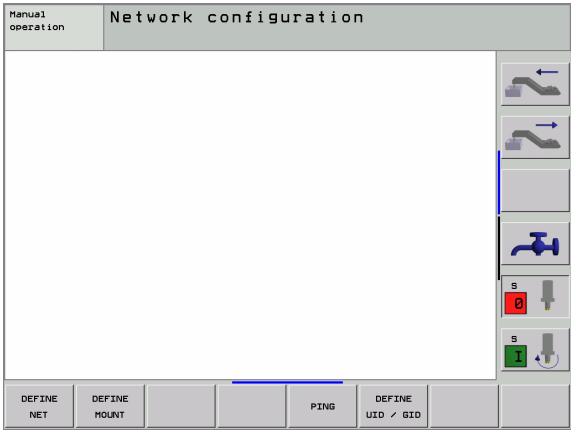 Manual
operation
Network configuration
S
0
S
I
DEFINE
NET
DEFINE
MOUNT
PING
DEFINE
UID / GID